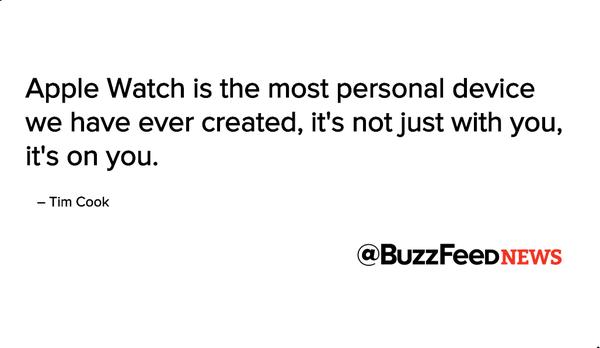 Apple Watch is the most personal device
we have ever created, it's not just with you,
it's on you.
– Tim Cook
@BuzzFeedNEWS